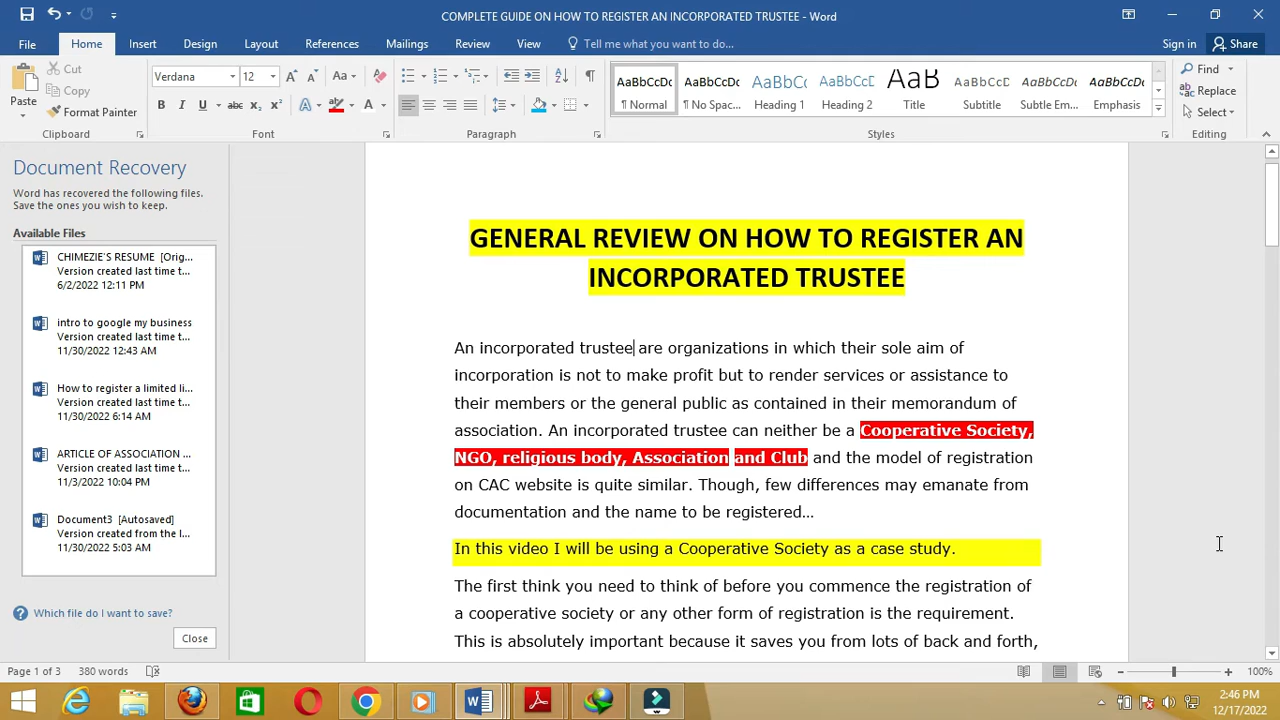 COMPLETE GUIDE ON HOW TO REGISTER AN INCORPORATED TRUSTEE - Word
File Home Insert Design Layout References Mailings Review View Tell me what you want to do... Sign in Share
Paste Cut Copy Format Painter
Verdana 12
AaBbCcDc AaBbCcDc AaBbCc AaBbCcD AaB AaBbCcD AaBbCcDc AaBbCcDc
¶ Normal ¶ No Spac... Heading 1 Heading 2 Title Subtitle Subtle Em... Emphasis
Find
Replace
Select
Clipboard Font Paragraph Styles Editing
Document Recovery
Word has recovered the following files.
Save the ones you wish to keep.
Available Files
CHIMEZIE'S RESUME [Orig...
Version created last time t...
6/2/2022 12:11 PM
intro to google my business
Version created last time t...
11/30/2022 12:43 AM
How to register a limited li...
Version created last time t...
11/30/2022 6:14 AM
ARTICLE OF ASSOCIATION ...
Version created last time t...
11/3/2022 10:04 PM
Document3 [Autosaved]
Version created from the l...
11/30/2022 5:03 AM
Which file do I want to save?
Close
GENERAL REVIEW ON HOW TO REGISTER AN
INCORPORATED TRUSTEE
An incorporated trustee are organizations in which their sole aim of
incorporation is not to make profit but to render services or assistance to
their members or the general public as contained in their memorandum of
association. An incorporated trustee can neither be a Cooperative Society,
NGO, religious body, Association and Club and the model of registration
on CAC website is quite similar. Though, few differences may emanate from
documentation and the name to be registered...
In this video I will be using a Cooperative Society as a case study.
The first think you need to think of before you commence the registration of
a cooperative society or any other form of registration is the requirement.
This is absolutely important because it saves you from lots of back and forth,
Page 1 of 3 380 words 100%
2:46 PM
12/17/2022